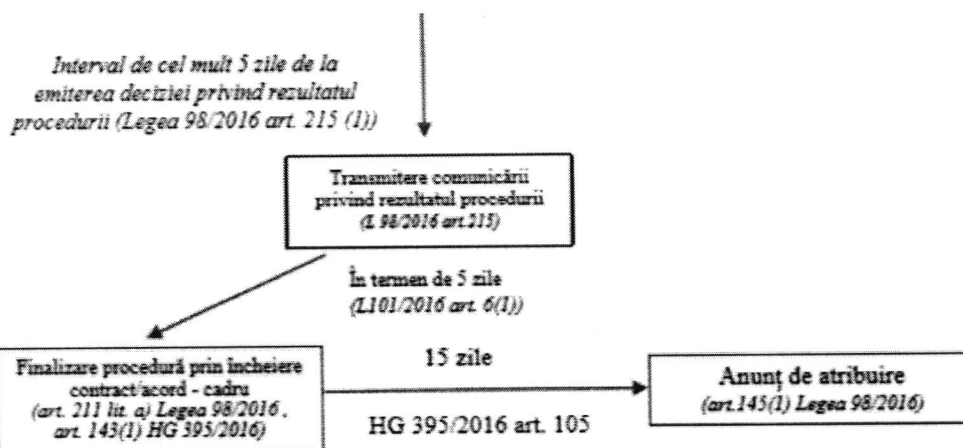 Interval de cel mult 5 zile de la
emiterea deciziei privind rezultatul
procedurii (Legea 98/2016 art. 215 (1))
Transmitere comunicării
privind rezultatul procedurii
(L 98/2016 art.215)
În termen de 5 zile
(L101/2016 art. 6(1))
Finalizare procedură prin încheiere
contract/acord - cadru
(art. 211 lit. a) Legea 98/2016 ,
art. 143(1) HG 395/2016)
15 zile
HG 395/2016 art. 105
Anunț de atribuire
(art.145(1) Legea 98/2016)